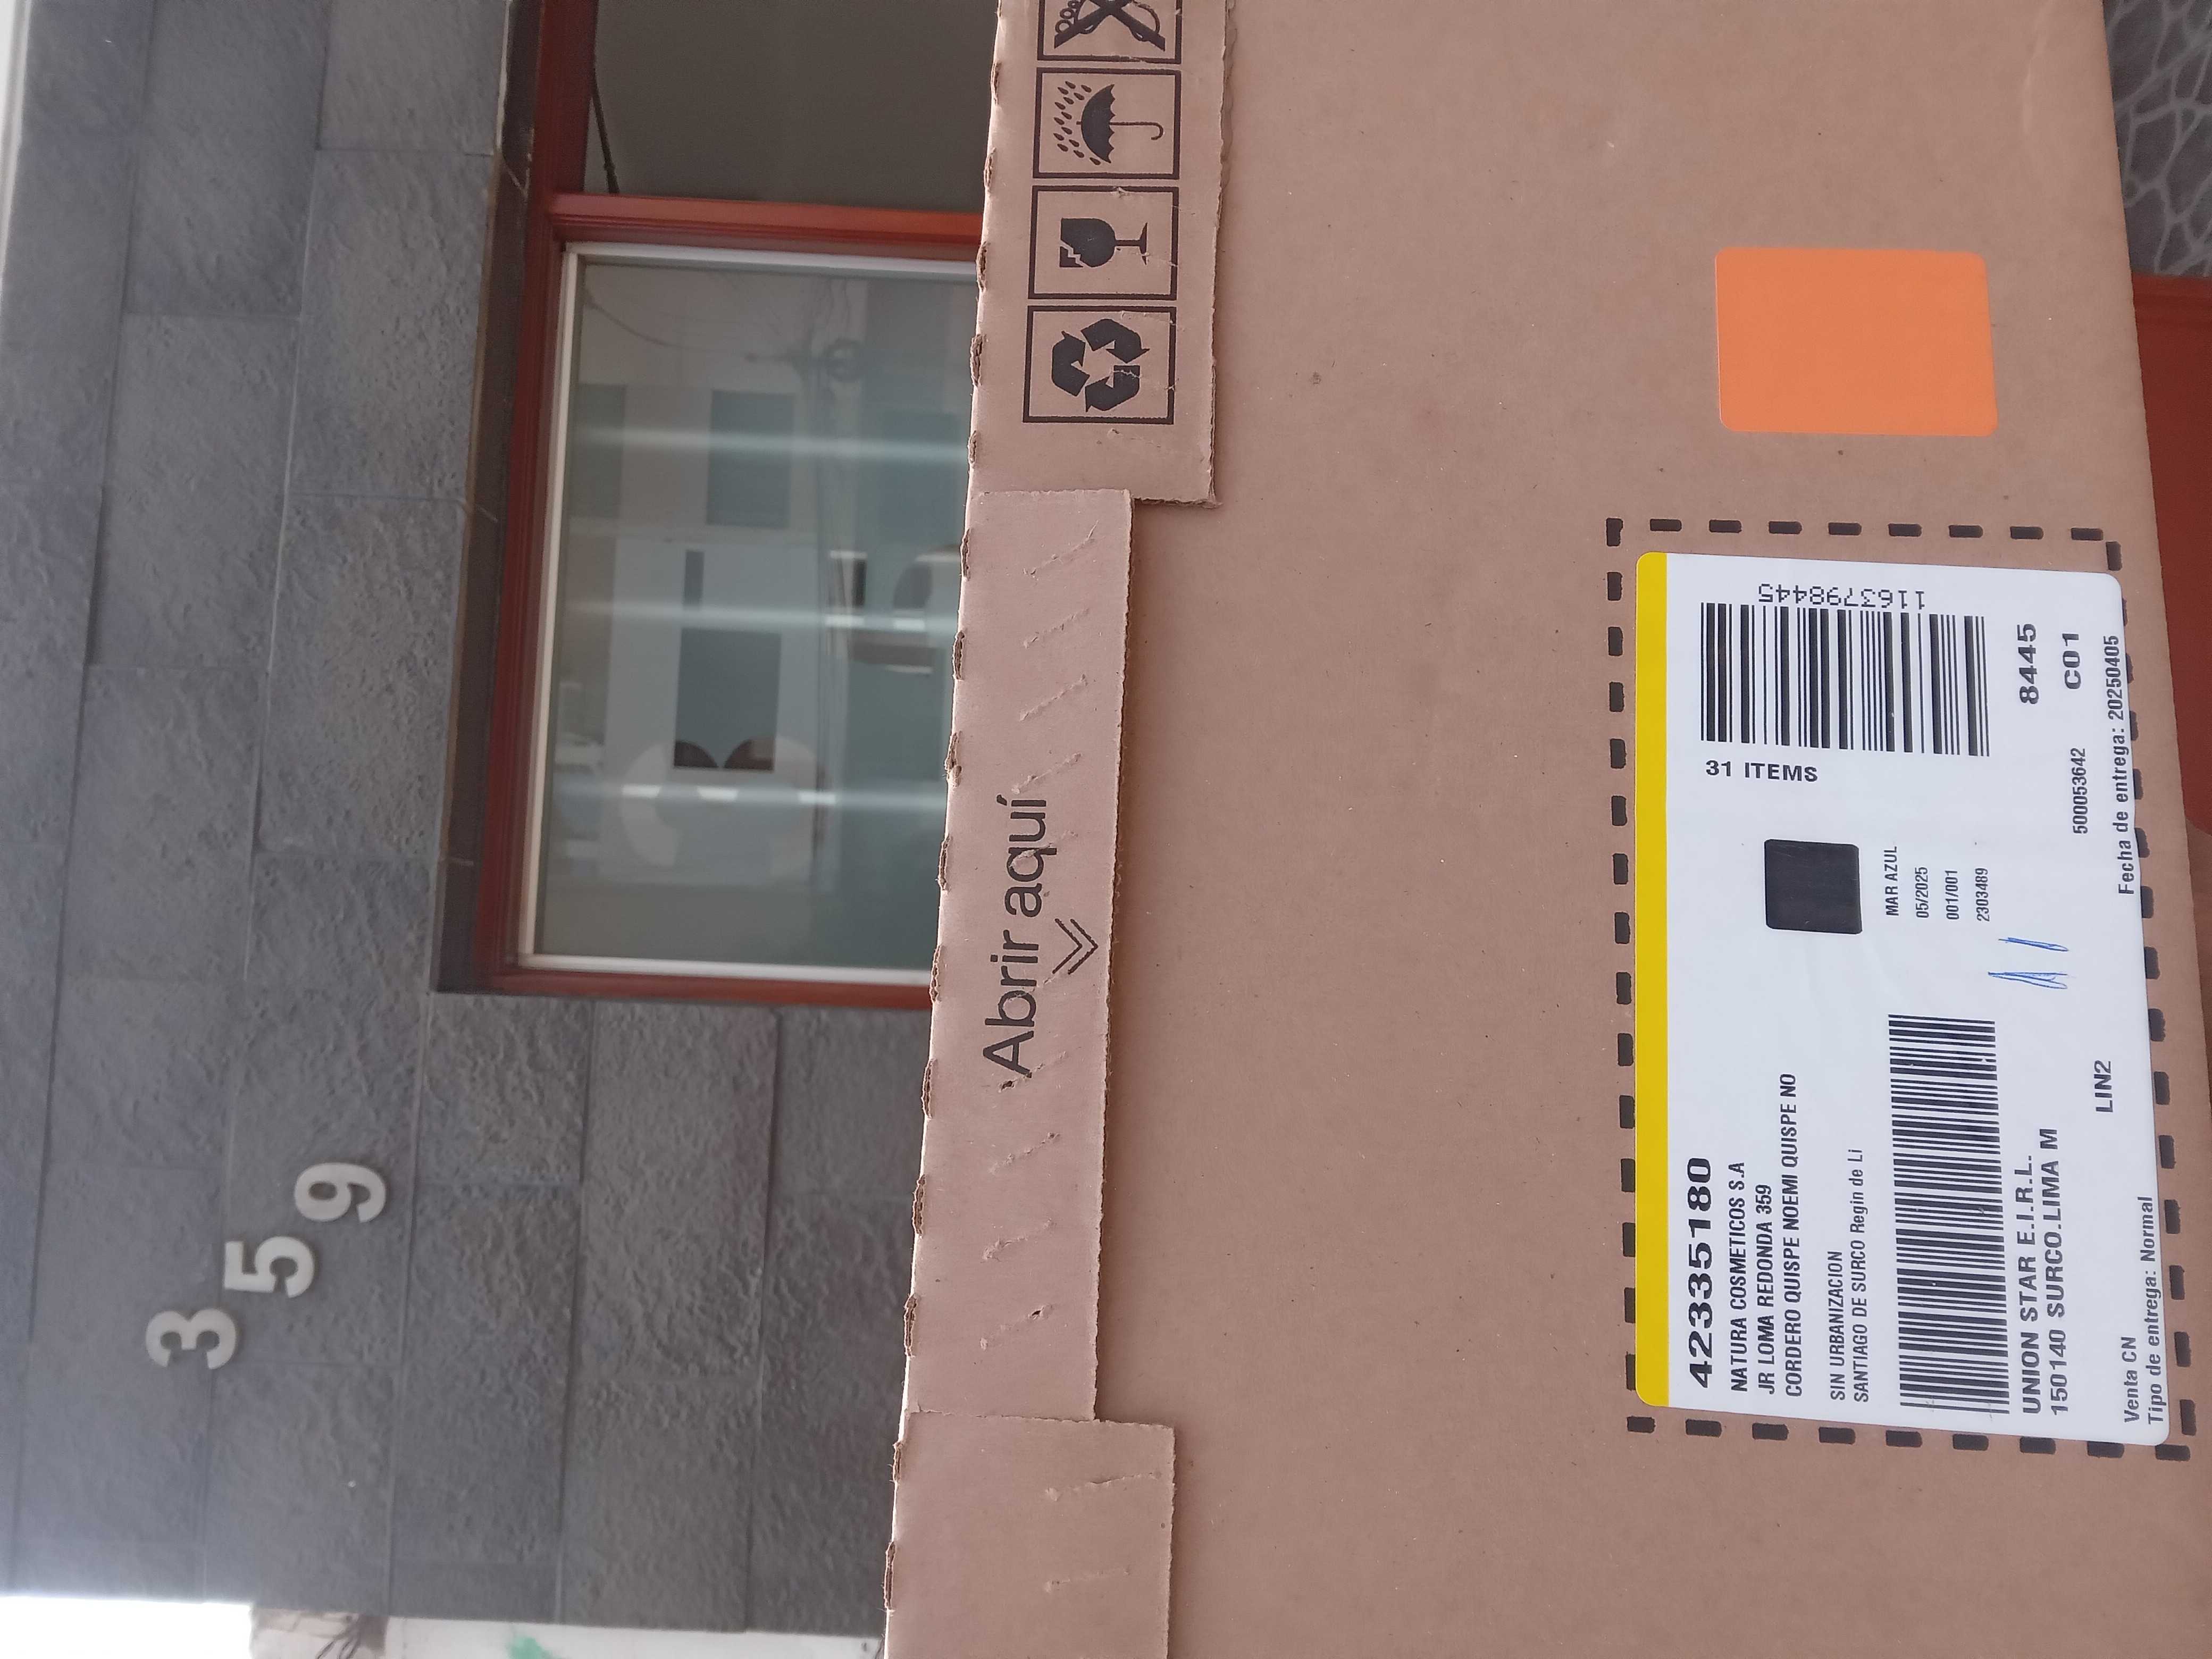 359
Abrir aquí
42335180
NATURA COSMETICOS S.A
JR LOMA REDONDA 359
CORDERO QUISPE NOEMI QUISPE NO
SIN URBANIZACION
SANTIAGO DE SURCO Regin de Li
31 ITEMS
1163798445
MAR AZUL
05/2025
001/001
2303489
8445
C01
UNION STAR E.I.R.L.
150140 SURCO.LIMA M
LIN2
500053642
Venta CN
Tipo de entrega: Normal
Fecha de entrega: 20250405